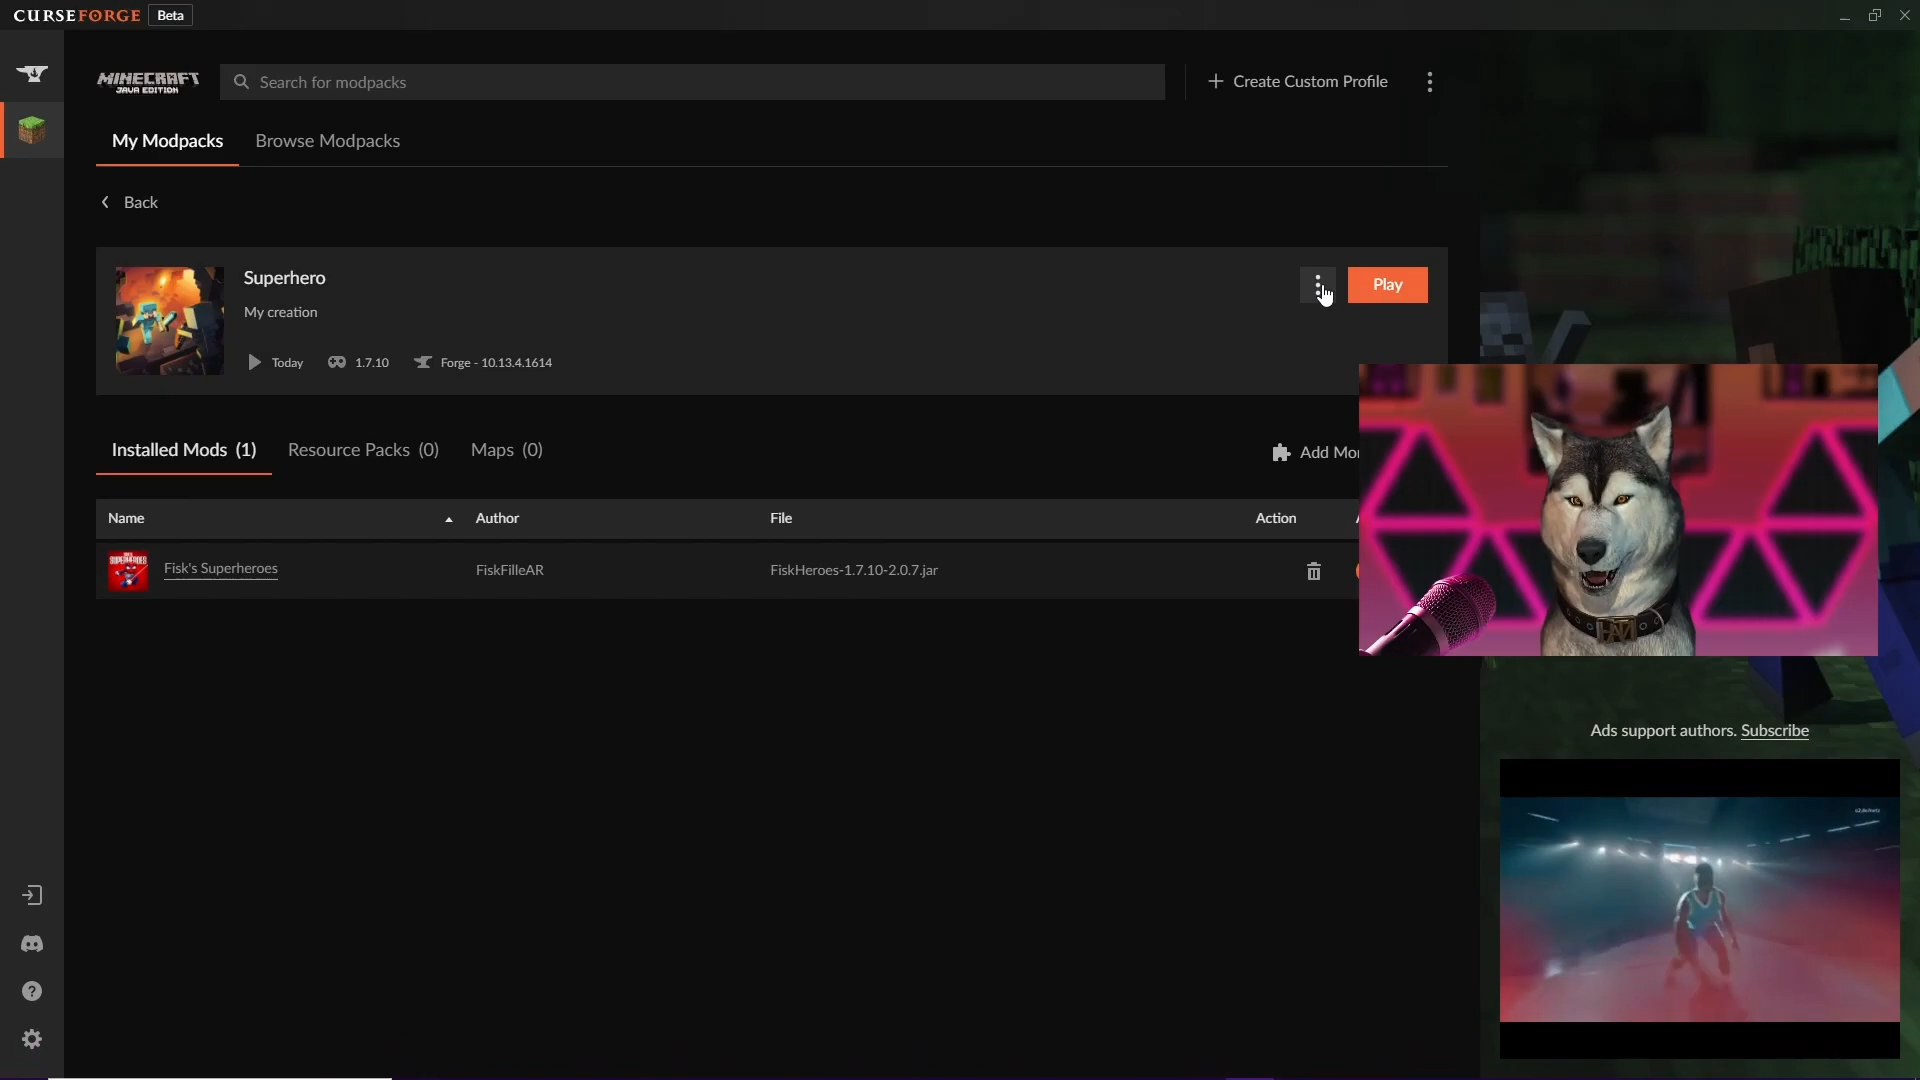 CURSEFORGE Beta
MINECRAFT
JAVA EDITION
Search for modpacks
Create Custom Profile
My Modpacks
Browse Modpacks
Back
Superhero
My creation
Play
Today
1.7.10
Forge - 10.13.4.1614
Installed Mods (1)
Resource Packs (0)
Maps (0)
Add Mo
Name
Author
File
Action
Fisk's Superheroes
FiskFilleAR
FiskHeroes-1.7.10-2.0.7.jar
Ads support authors. Subscribe